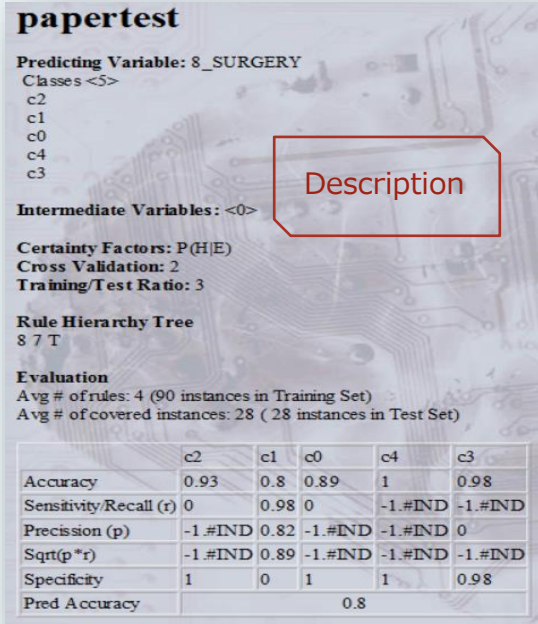 papertest
Predicting Variable: 8_SURGERY
Classes <5>
c2
c1
c0
c4
c3
Description
Intermediate Variables: <0>
Certainty Factors: P(H|E)
Cross Validation: 2
Training/Test Ratio: 3
Rule Hierarchy Tree
8 7 T
Evaluation
Avg # of rules: 4 (90 instances in Training Set)
Avg # of covered instances: 28 ( 28 instances in Test Set)
c2 c1 c0 c4 c3
Accuracy 0.93 0.8 0.89 1 0.98
Sensitivity/Recall (r) 0 0.98 0 -1.#IND -1.#IND
Precission (p) -1.#IND 0.82 -1.#IND -1.#IND 0
Sqrt(p*r) -1.#IND 0.89 -1.#IND -1.#IND -1.#IND
Specificity 1 0 1 1 0.98
Pred Accuracy 0.8